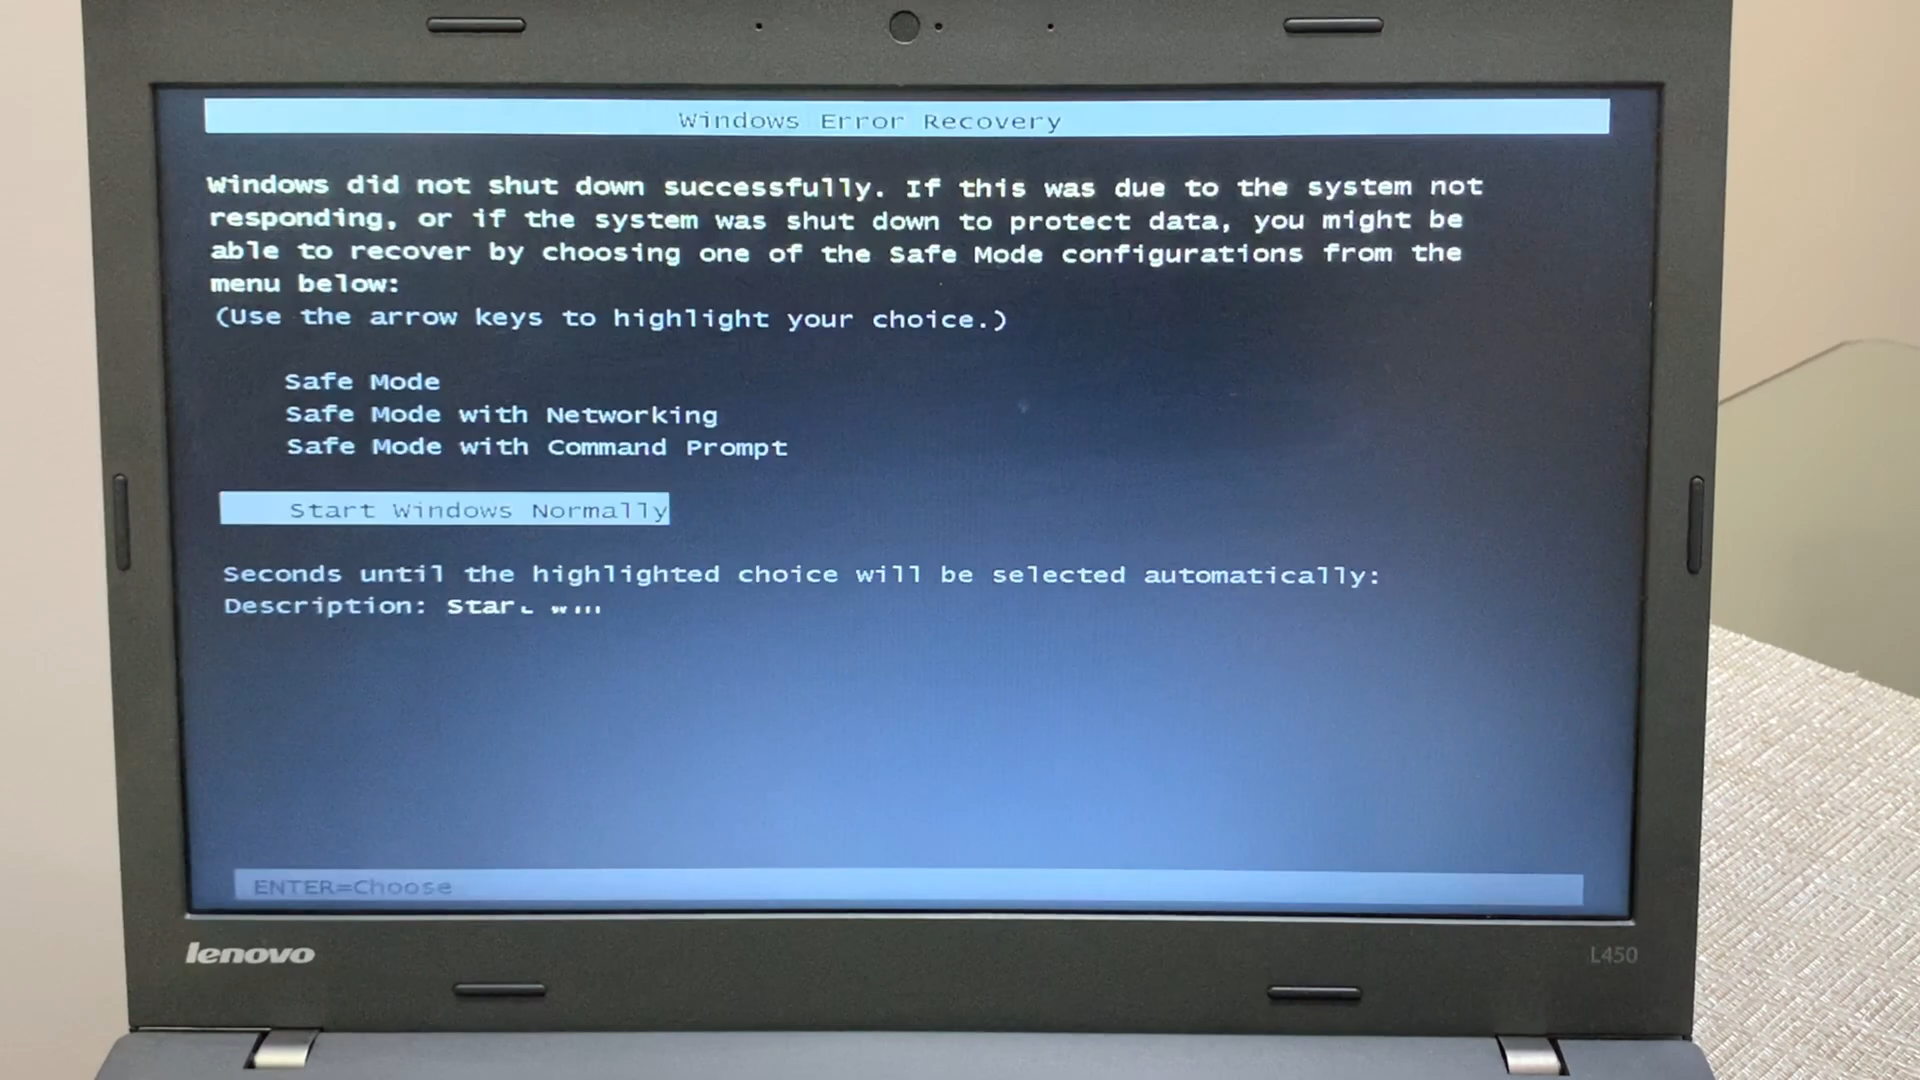 Windows Error Recovery
Windows did not shut down successfully. If this was due to the system not
responding, or if the system was shut down to protect data, you might be
able to recover by choosing one of the Safe Mode configurations from the
menu below:
(Use the arrow keys to highlight your choice.)
Safe Mode
Safe Mode with Networking
Safe Mode with Command Prompt
Start Windows Normally
Seconds until the highlighted choice will be selected automatically:
Description: Start
ENTER=Choose
lenovo
L450